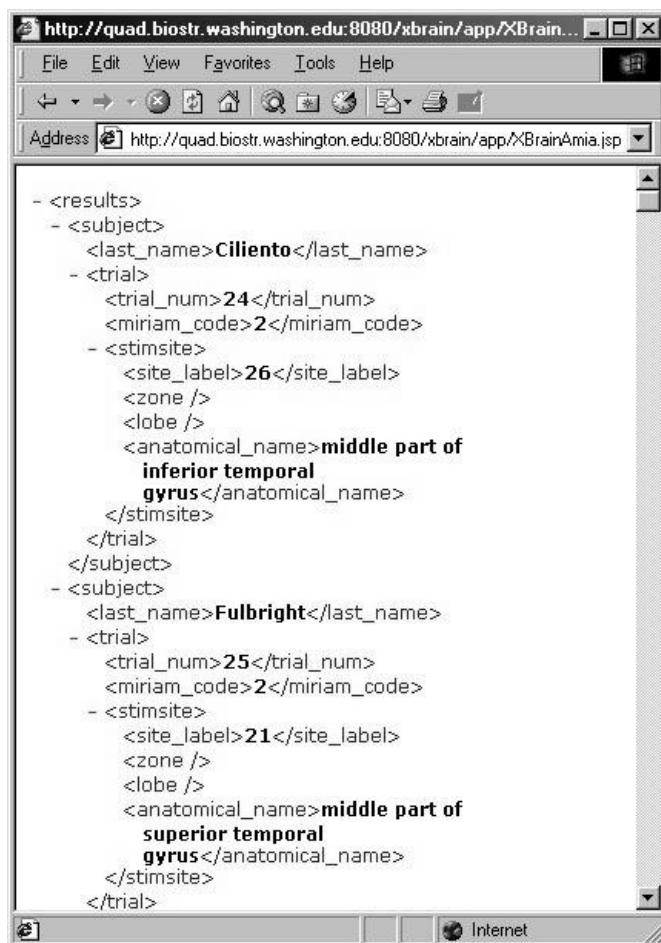 http://quad.biostr.washington.edu:8080/xbrain/app/XBrain...
File Edit View Favorites Tools Help
Address http://quad.biostr.washington.edu:8080/xbrain/app/XBrainAmia.jsp
- <results>
- <subject>
<last_name>Ciliento</last_name>
- <trial>
<trial_num>24</trial_num>
<miriam_code>2</miriam_code>
- <stimsite>
<site_label>26</site_label>
<zone />
<lobe />
<anatomical_name>middle part of
inferior temporal
gyrus</anatomical_name>
</stimsite>
</trial>
</subject>
- <subject>
<last_name>Fulbright</last_name>
- <trial>
<trial_num>25</trial_num>
<miriam_code>2</miriam_code>
- <stimsite>
<site_label>21</site_label>
<zone />
<lobe />
<anatomical_name>middle part of
superior temporal
gyrus</anatomical_name>
</stimsite>
</trial>
Internet